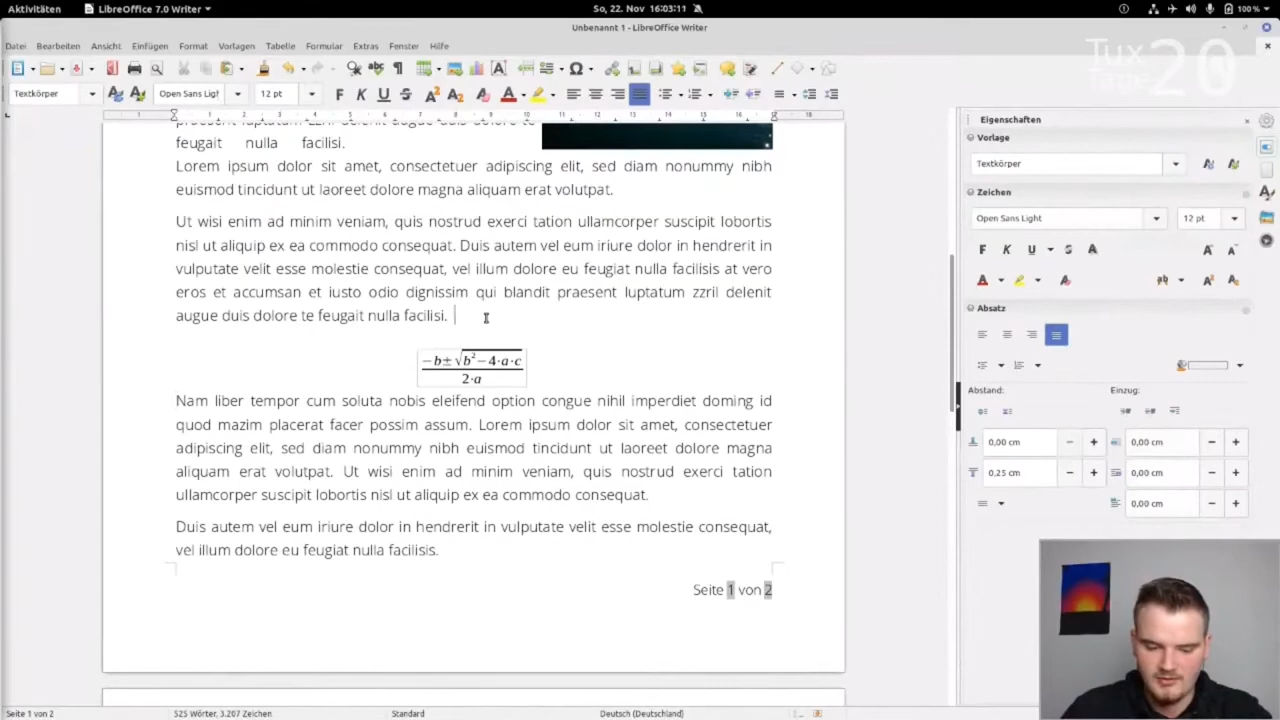 Aktivitäten LibreOffice 7.0 Writer So, 22. Nov 16:03:11 100 %
Unbenannt 1 - LibreOffice Writer
Datei Bearbeiten Ansicht Einfügen Format Vorlagen Tabelle Formular Extras Fenster Hilfe
Tux
20
Textkörper Open Sans Ligh 12 pt
Eigenschaften
Vorlage
Textkörper
Zeichen
Open Sans Light 12 pt
Absatz
Abstand: Einzug:
0,00 cm 0,00 cm
0,25 cm 0,00 cm
0,00 cm
feugait nulla facilisi.
Lorem ipsum dolor sit amet, consectetuer adipiscing elit, sed diam nonummy nibh
euismod tincidunt ut laoreet dolore magna aliquam erat volutpat.
Ut wisi enim ad minim veniam, quis nostrud exerci tation ullamcorper suscipit lobortis
nisl ut aliquip ex ea commodo consequat. Duis autem vel eum iriure dolor in hendrerit in
vulputate velit esse molestie consequat, vel illum dolore eu feugiat nulla facilisis at vero
eros et accumsan et iusto odio dignissim qui blandit praesent luptatum zzril delenit
augue duis dolore te feugait nulla facilisi.
−b±√b²−4·a·c
2·a
Nam liber tempor cum soluta nobis eleifend option congue nihil imperdiet doming id
quod mazim placerat facer possim assum. Lorem ipsum dolor sit amet, consectetuer
adipiscing elit, sed diam nonummy nibh euismod tincidunt ut laoreet dolore magna
aliquam erat volutpat. Ut wisi enim ad minim veniam, quis nostrud exerci tation
ullamcorper suscipit lobortis nisl ut aliquip ex ea commodo consequat.
Duis autem vel eum iriure dolor in hendrerit in vulputate velit esse molestie consequat,
vel illum dolore eu feugiat nulla facilisis.
Seite 1 von 2
Seite 1 von 2 525 Wörter, 3.207 Zeichen Standard Deutsch (Deutschland)